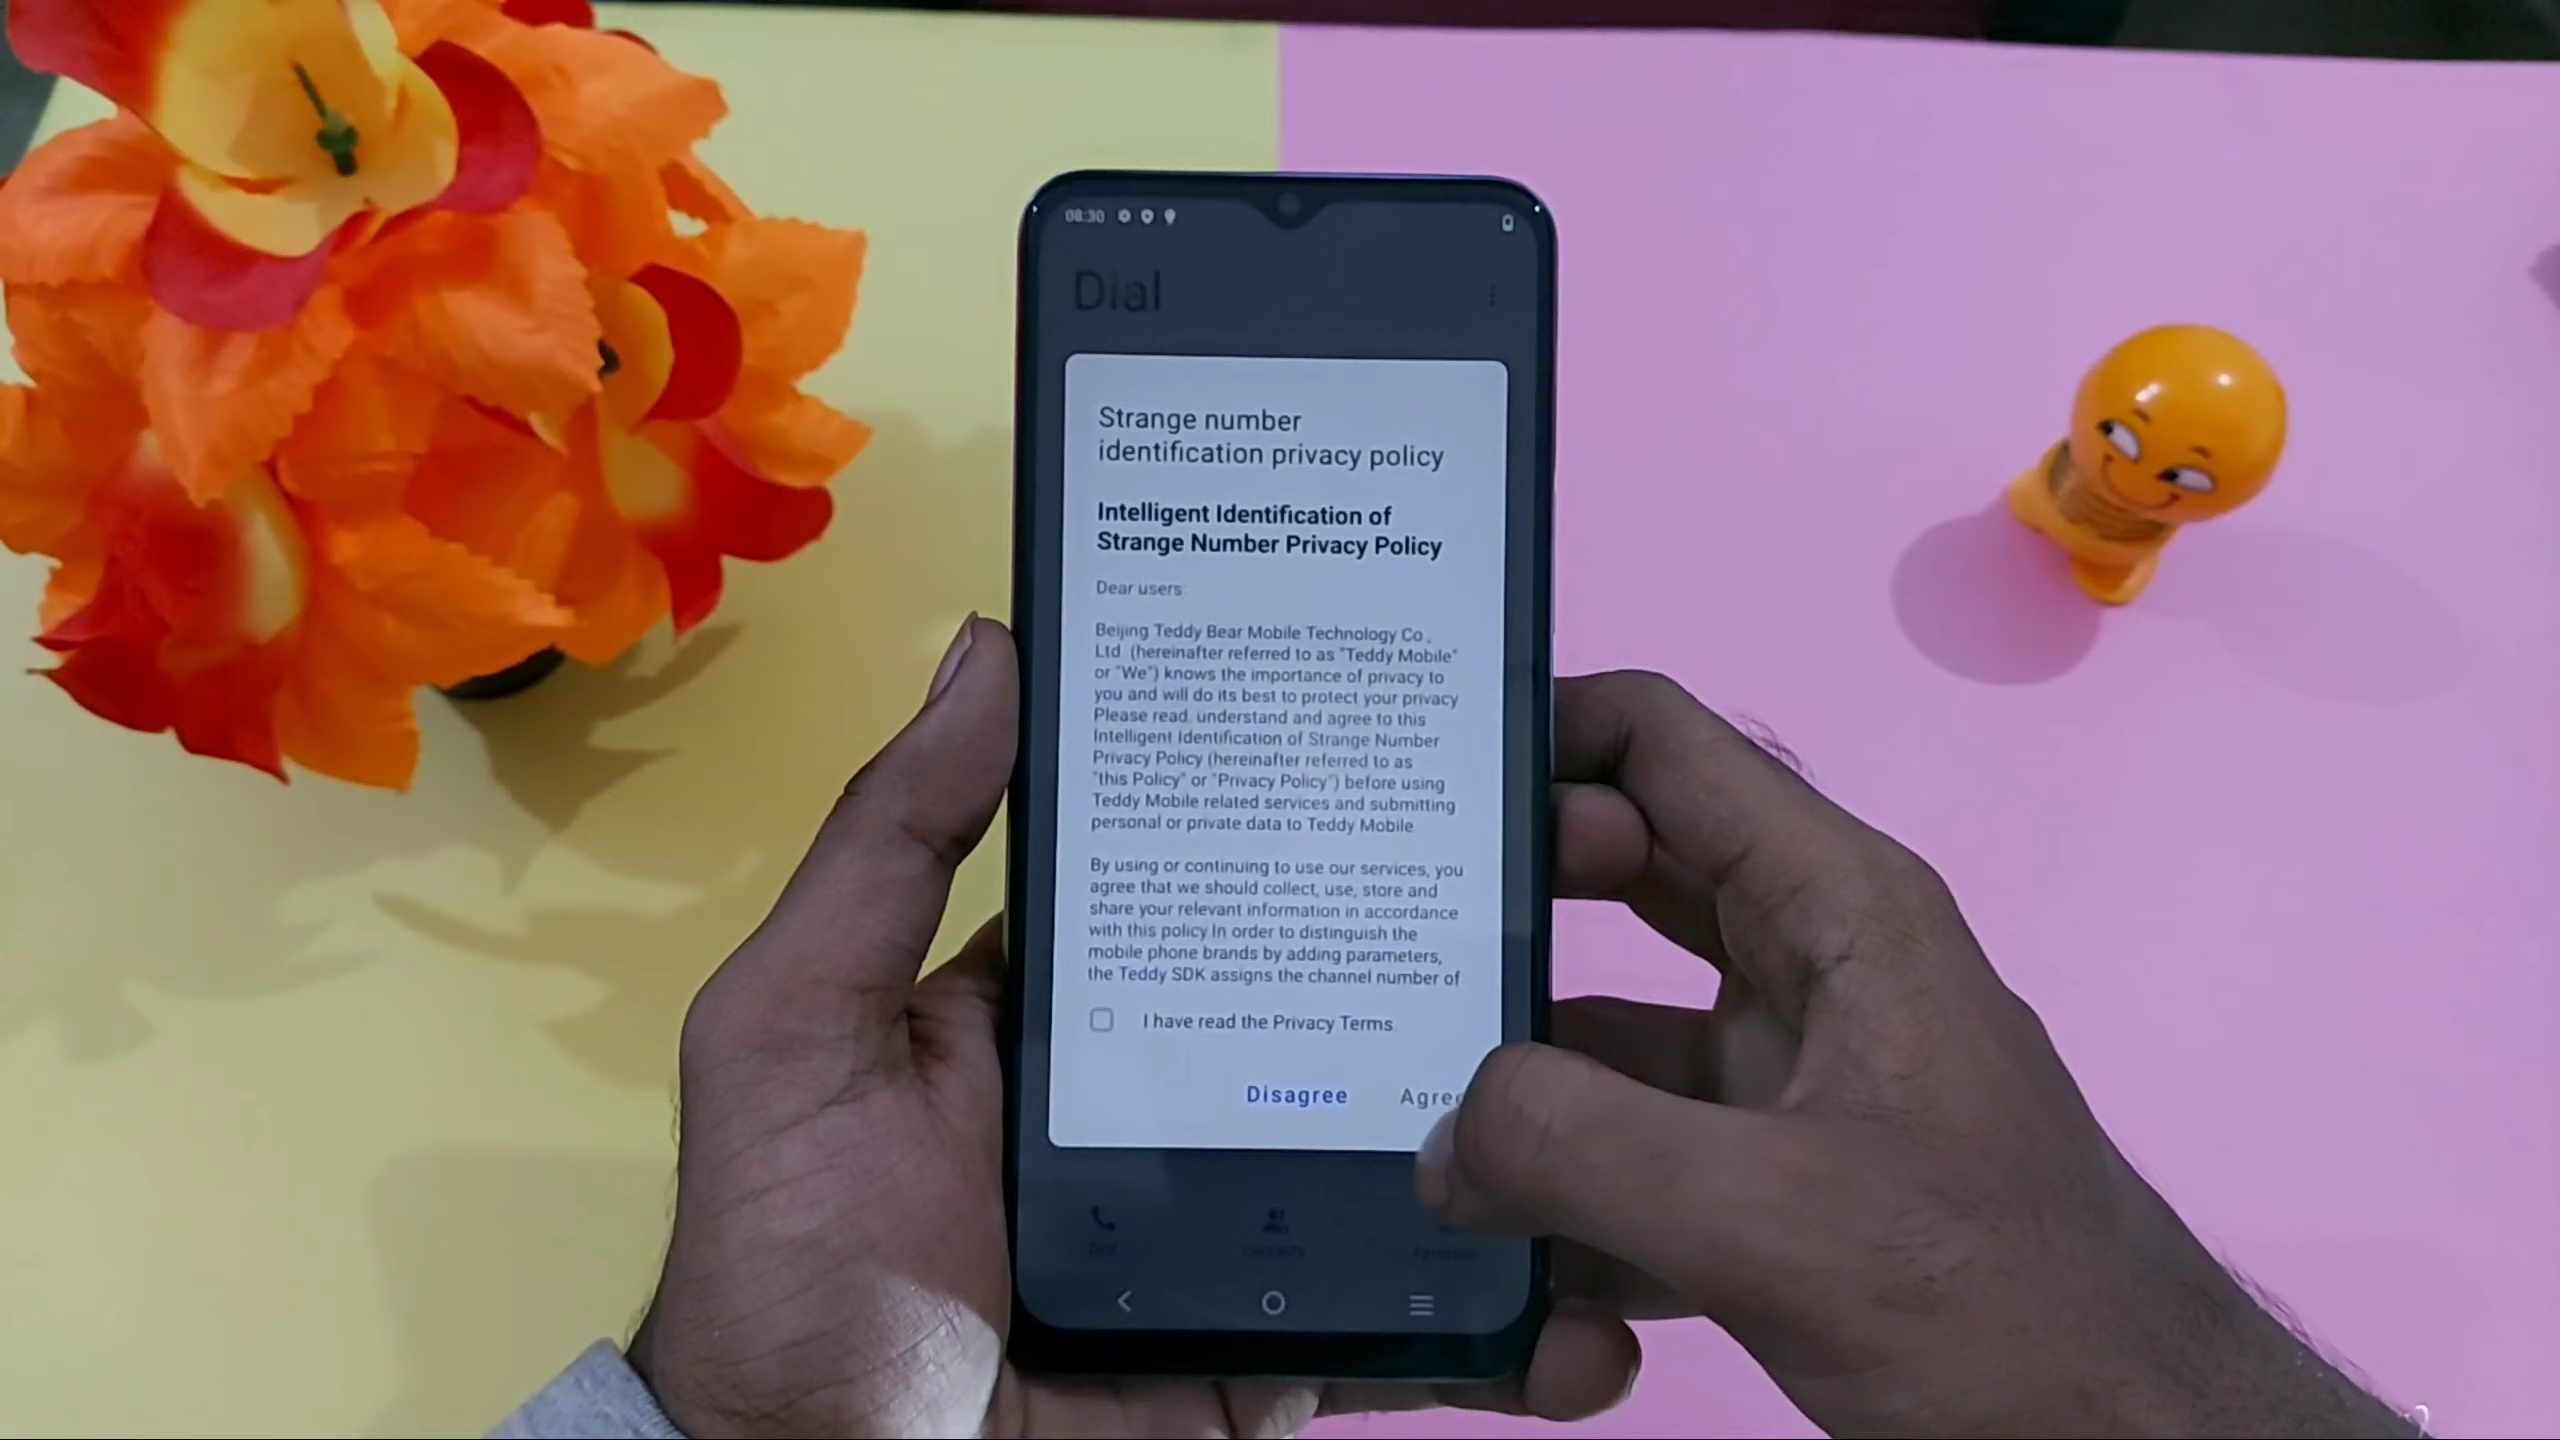 08:30
Dial
Strange number
identification privacy policy
Intelligent Identification of
Strange Number Privacy Policy
Dear users:
Beijing Teddy Bear Mobile Technology Co.,
Ltd. (hereinafter referred to as "Teddy Mobile"
or "We") knows the importance of privacy to
you and will do its best to protect your privacy.
Please read, understand and agree to this
Intelligent Identification of Strange Number
Privacy Policy (hereinafter referred to as
"this Policy" or "Privacy Policy") before using
Teddy Mobile related services and submitting
personal or private data to Teddy Mobile.
By using or continuing to use our services, you
agree that we should collect, use, store and
share your relevant information in accordance
with this policy.In order to distinguish the
mobile phone brands by adding parameters,
the Teddy SDK assigns the channel number of
I have read the Privacy Terms.
Disagree Agree
Dial Contacts Favorites